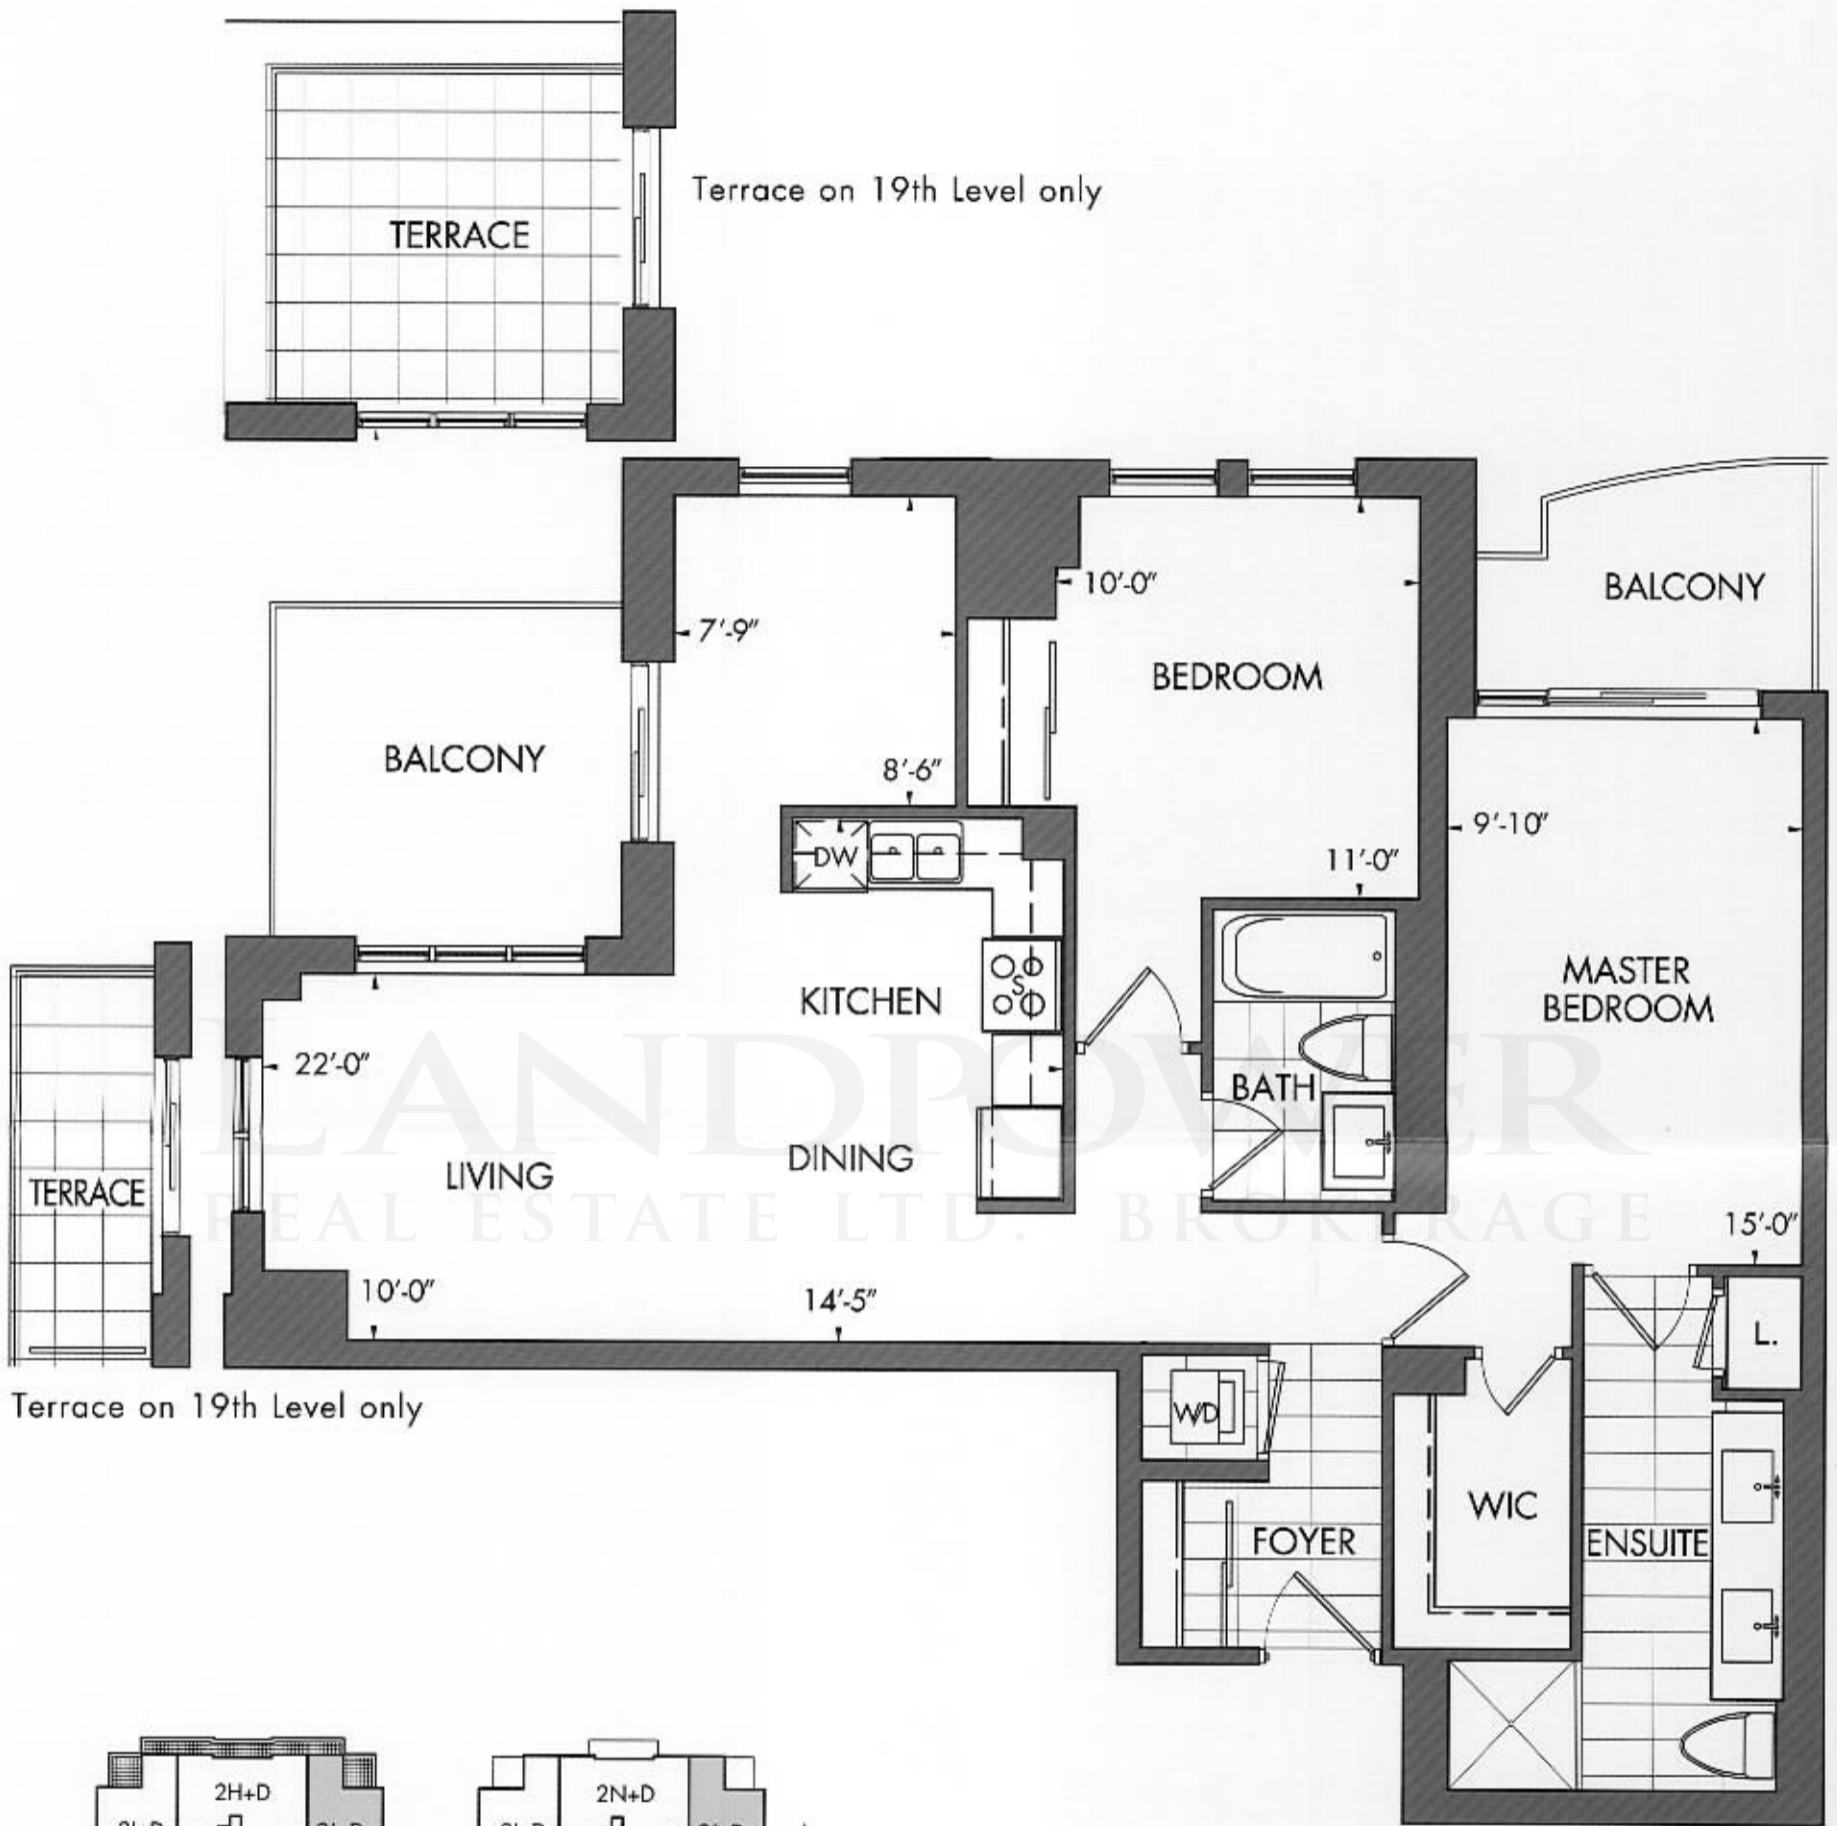 Terrace on 19th Level only
TERRACE
7'-9"
10'-0"
BALCONY
BEDROOM
BALCONY
8'-6"
9'-10"
DW
11'-0"
KITCHEN
S
MASTER
BEDROOM
22'-0"
BATH
LANDPOWER
LIVING
DINING
TERRACE
REAL ESTATE LTD. BROKERAGE
15'-0"
10'-0"
14'-5"
L.
Terrace on 19th Level only
W/D
WIC
FOYER
ENSUITE
2H+D
2N+D